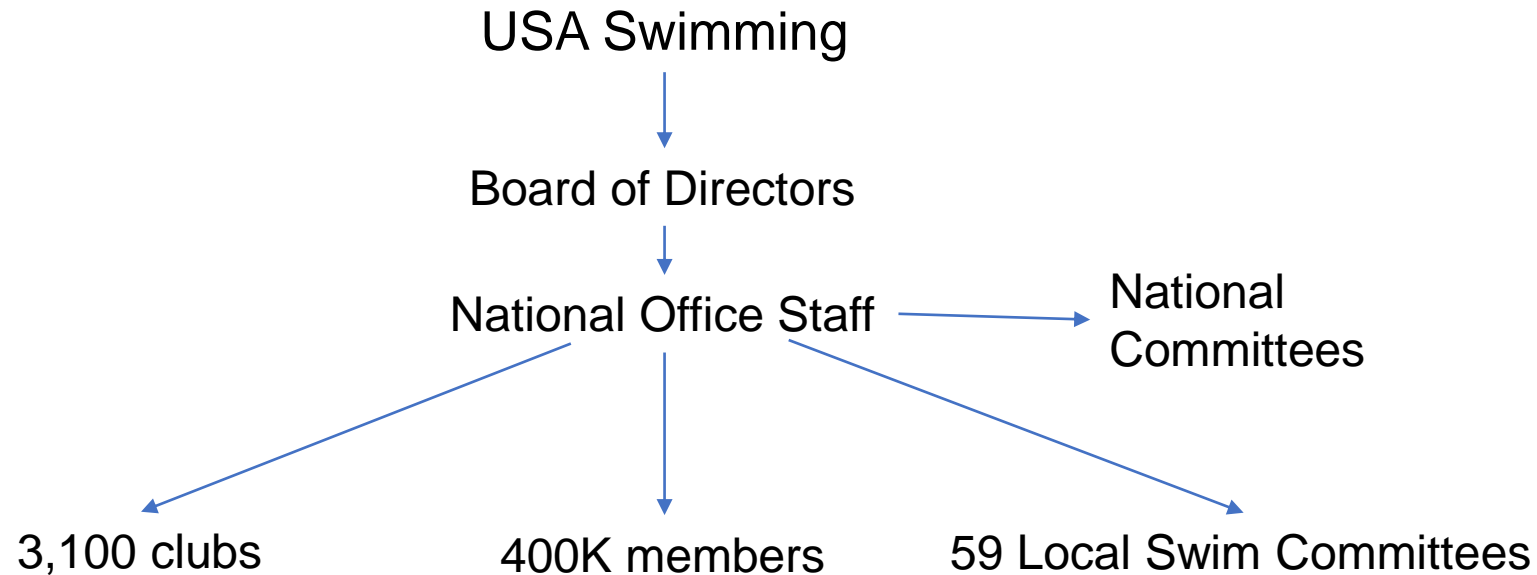 USA Swimming
Board of Directors
National Office Staff
National
Committees
3,100 clubs
400K members
59 Local Swim Committees